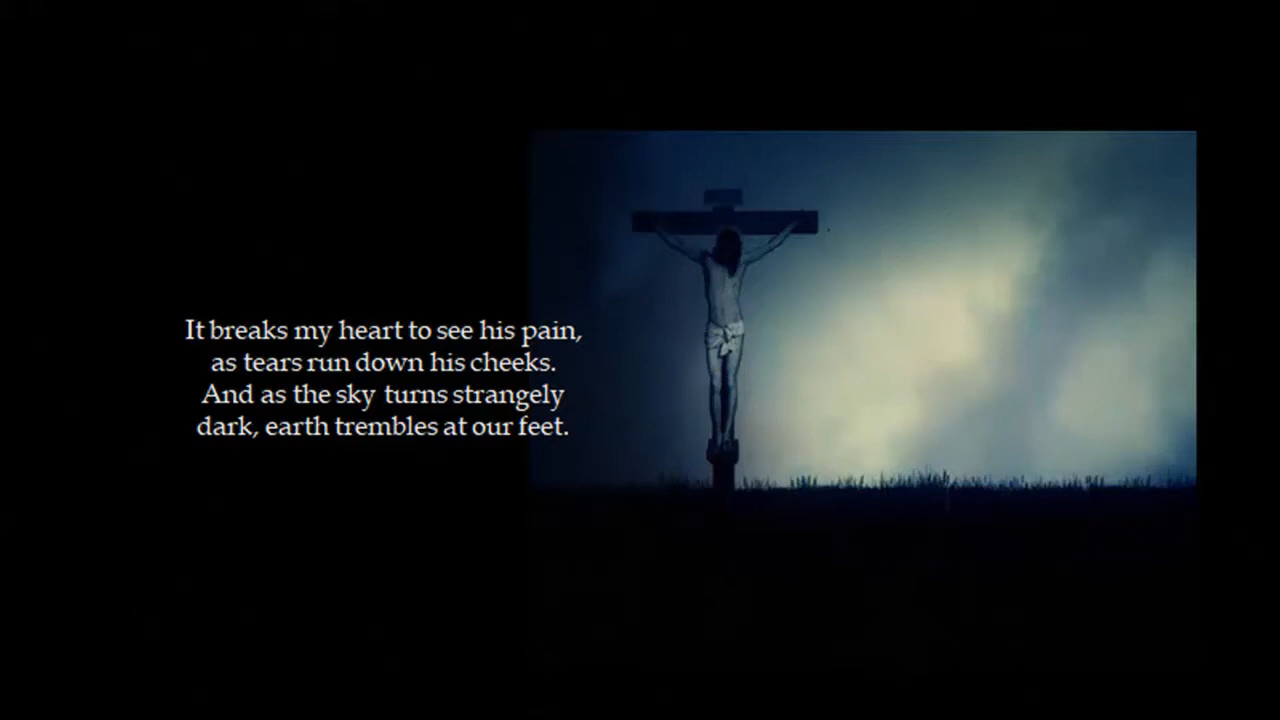 It breaks my heart to see his pain,
as tears run down his cheeks.
And as the sky turns strangely
dark, earth trembles at our feet.